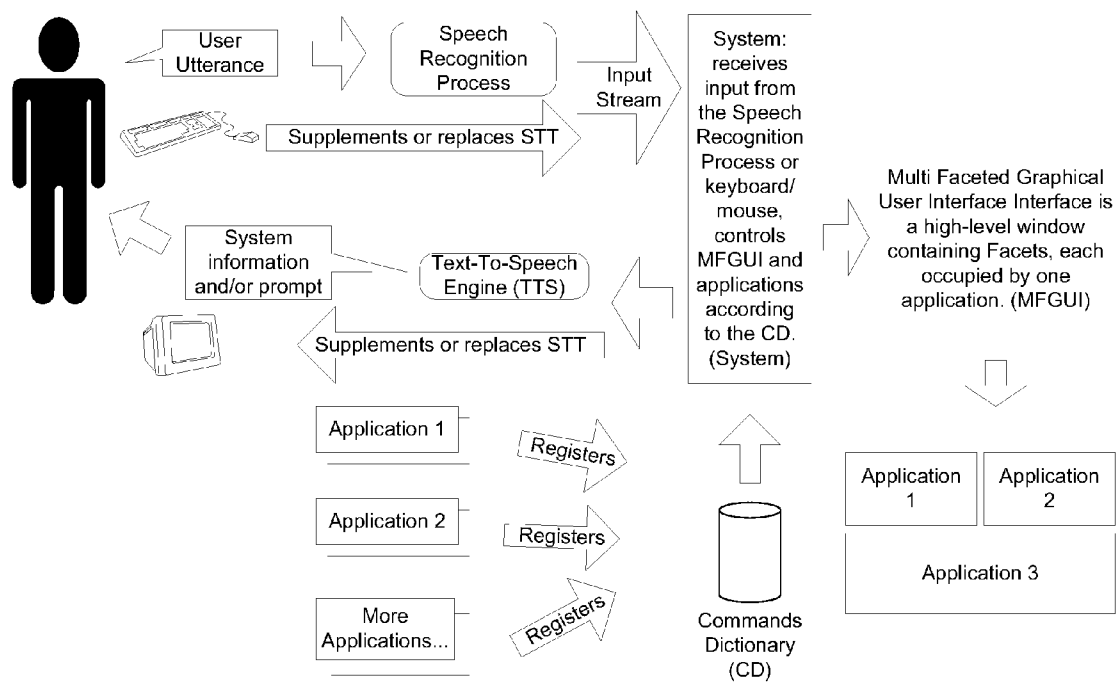 User
Utterance
Speech
Recognition
Process
Input
Stream
Supplements or replaces STT
System:
receives
input from
the Speech
Recognition
Process or
keyboard/
mouse,
controls
MFGUI and
applications
according
to the CD.
(System)
Multi Faceted Graphical
User Interface Interface is
a high-level window
containing Facets, each
occupied by one
application. (MFGUI)
System
information
and/or prompt
Text-To-Speech
Engine (TTS)
Supplements or replaces STT
Application 1
Registers
Application 2
Registers
More
Applications...
Registers
Commands
Dictionary
(CD)
Application
1
Application
2
Application 3